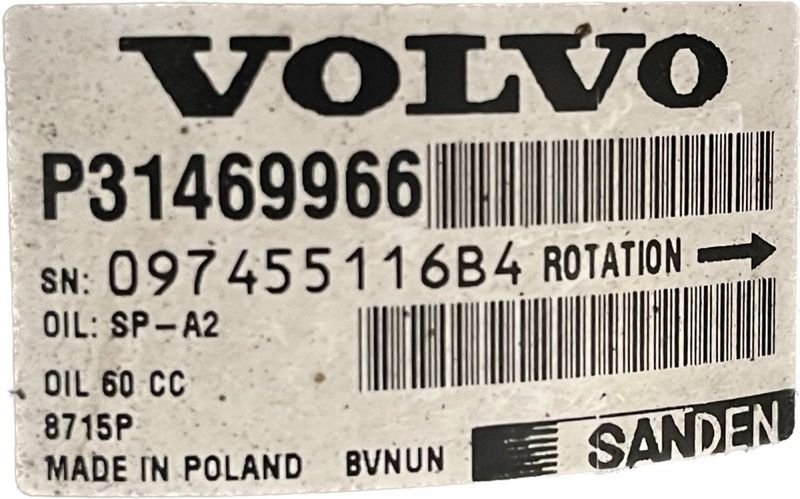 VOLVO
P31469966
SN: 097455116B4 ROTATION →
OIL: SP-A2
OIL 60 CC
8715P
MADE IN POLAND BVNUN
SANDEN